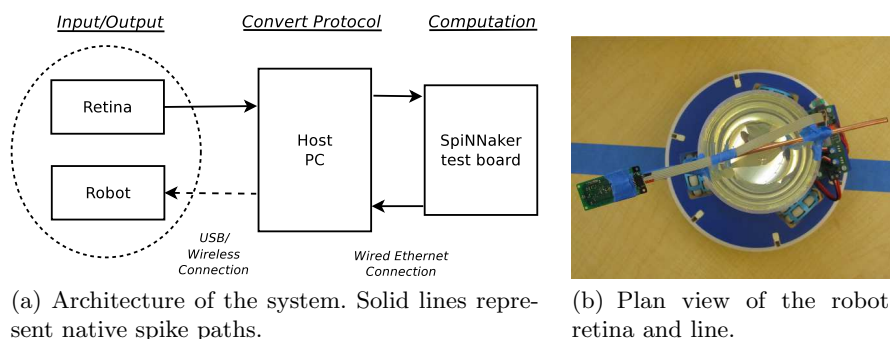 Input/Output
Convert Protocol
Computation
Retina
Robot
Host
PC
SpiNNaker
test board
USB/
Wireless
Connection
Wired Ethernet
Connection
(a) Architecture of the system. Solid lines repre-
sent native spike paths.
(b) Plan view of the robot
retina and line.